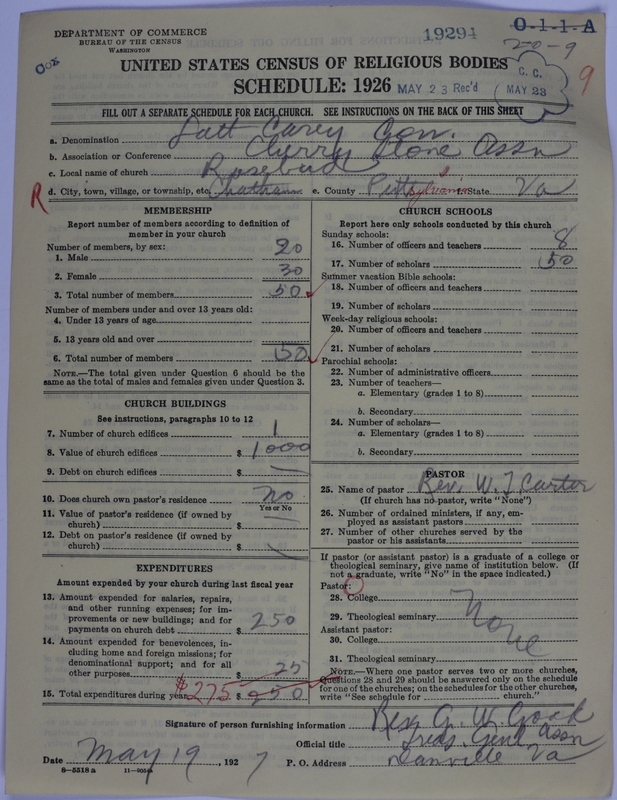 DEPARTMENT OF COMMERCE
BUREAU OF THE CENSUS
WASHINGTON
19294
O-1-1-A
20-9
UNITED STATES CENSUS OF RELIGIOUS BODIES
SCHEDULE: 1926
MAY 23 Rec'd
C. C.
MAY 23
9
FILL OUT A SEPARATE SCHEDULE FOR EACH CHURCH. SEE INSTRUCTIONS ON THE BACK OF THIS SHEET
a. Denomination Lott Carey Con.
b. Association or Conference Cherry Stone Assn
c. Local name of church Rosebud
R d. City, town, village, or township, etc. Chatham e. County Pittsylvania f. State Va
MEMBERSHIP
Report number of members according to definition of member in your church
Number of members, by sex:
1. Male 20
2. Female 30
3. Total number of members 50
Number of members under and over 13 years old:
4. Under 13 years of age
5. 13 years old and over
6. Total number of members 50
NOTE.—The total given under Question 6 should be the
same as the total of males and females given under Question 3.
CHURCH BUILDINGS
See instructions, paragraphs 10 to 12
7. Number of church edifices 1
8. Value of church edifices $ 1000
9. Debt on church edifices $ —
10. Does church own pastor's residence no
Yes or No
11. Value of pastor's residence (if owned by
church) $ —
12. Debt on pastor's residence (if owned by
church) $
EXPENDITURES
Amount expended by your church during last fiscal year
13. Amount expended for salaries, repairs,
and other running expenses; for im-
provements or new buildings; and for
payments on church debt $ 250
14. Amount expended for benevolences, in-
cluding home and foreign missions; for
denominational support; and for all
other purposes $ 25
15. Total expenditures during year $275 $ 250
CHURCH SCHOOLS
Report here only schools conducted by this church
Sunday schools:
16. Number of officers and teachers 8
17. Number of scholars 50
Summer vacation Bible schools:
18. Number of officers and teachers
19. Number of scholars
Week-day religious schools:
20. Number of officers and teachers
21. Number of scholars
Parochial schools:
22. Number of administrative officers
23. Number of teachers—
a. Elementary (grades 1 to 8)
b. Secondary
24. Number of scholars—
a. Elementary (grades 1 to 8)
b. Secondary
PASTOR
25. Name of pastor Rev. W. J. Carter
(If church has no pastor, write "None")
26. Number of ordained ministers, if any, em-
ployed as assistant pastors
27. Number of other churches served by the
pastor or his assistants
If pastor (or assistant pastor) is a graduate of a college or
theological seminary, give name of institution below. (If
not a graduate, write "No" in the space indicated.)
Pastor:
28. College
29. Theological seminary None
Assistant pastor:
30. College
31. Theological seminary
NOTE.—Where one pastor serves two or more churches,
Questions 28 and 29 should be answered only on the schedule
for one of the churches; on the schedules for the other churches,
write "See schedule for church."
Signature of person furnishing information Rev. G. W. Good
Official title Treas. Genl Assn
Date May 19, 1927 P. O. Address Danville Va
8—5518 a